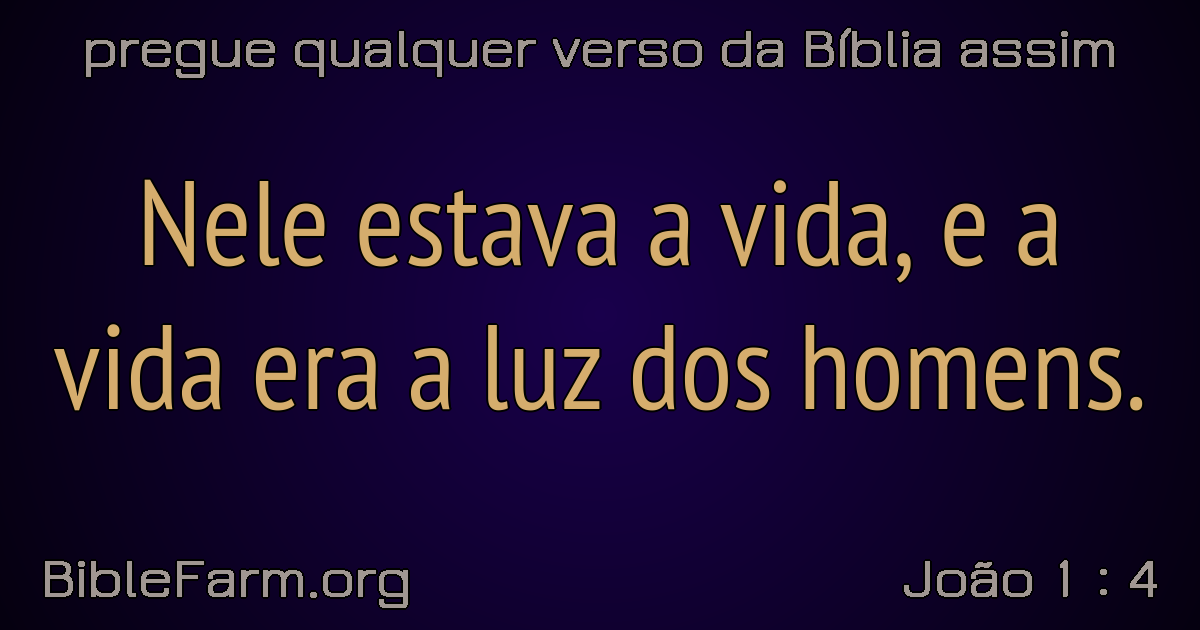 pregue qualquer verso da Bíblia assim
Nele estava a vida, e a
vida era a luz dos homens.
BibleFarm.org
João 1 : 4